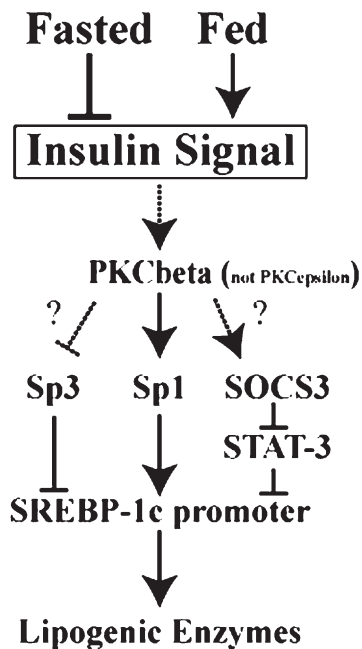 Fasted Fed
Insulin Signal
PKCbeta (not PKCepsilon)
? ?
Sp3 Sp1 SOCS3
STAT-3
SREBP-1c promoter
Lipogenic Enzymes